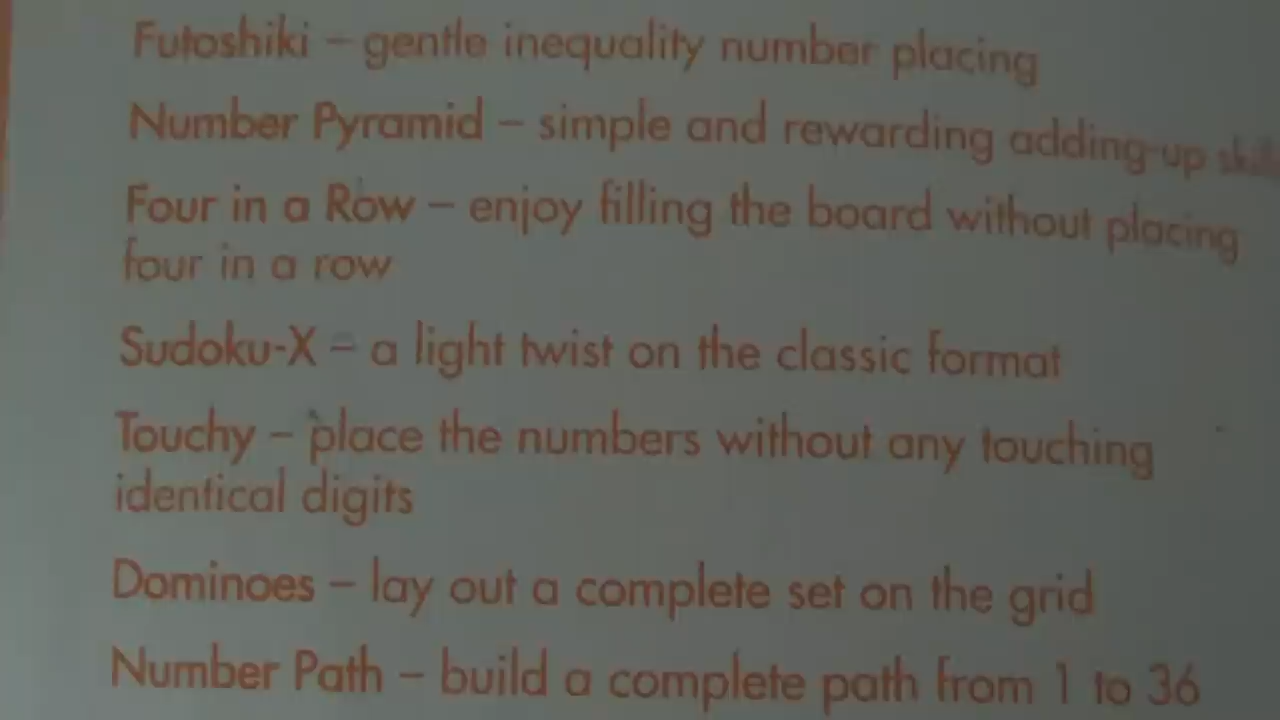 Futoshiki – gentle inequality number placing
Number Pyramid – simple and rewarding adding-up
Four in a Row – enjoy filling the board without placing
four in a row
Sudoku-X – a light twist on the classic format
Touchy – place the numbers without any touching
identical digits
Dominoes – lay out a complete set on the grid
Number Path – build a complete path from 1 to 36